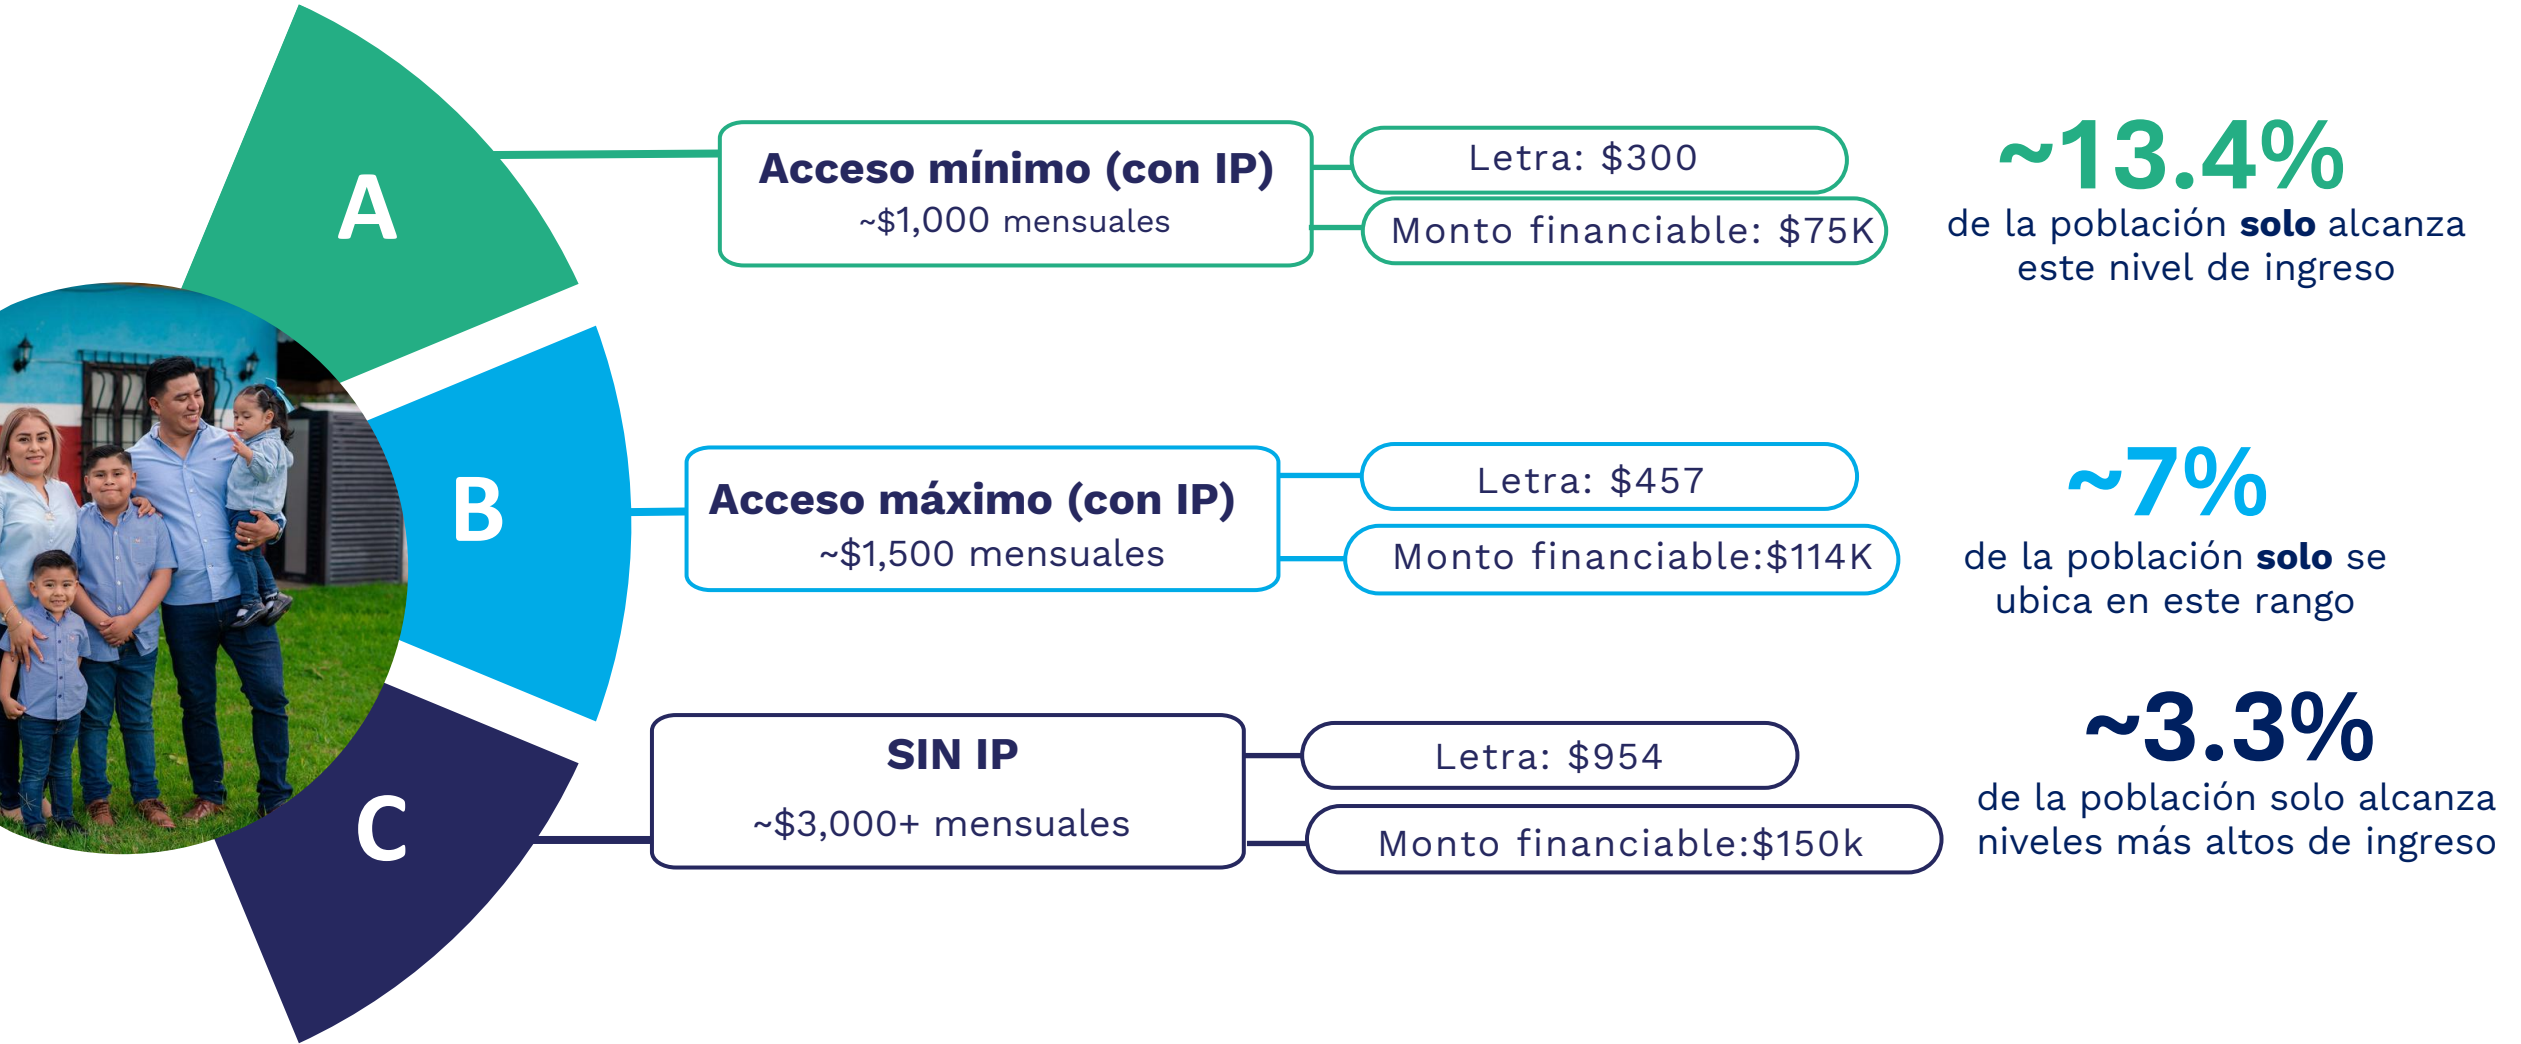 A
Acceso mínimo (con IP)
~$1,000 mensuales
Letra: $300
Monto financiable: $75K
~13.4%
de la población solo alcanza
este nivel de ingreso
B
Acceso máximo (con IP)
~$1,500 mensuales
Letra: $457
Monto financiable:$114K
~7%
de la población solo se
ubica en este rango
C
SIN IP
~$3,000+ mensuales
Letra: $954
Monto financiable:$150k
~3.3%
de la población solo alcanza
niveles más altos de ingreso